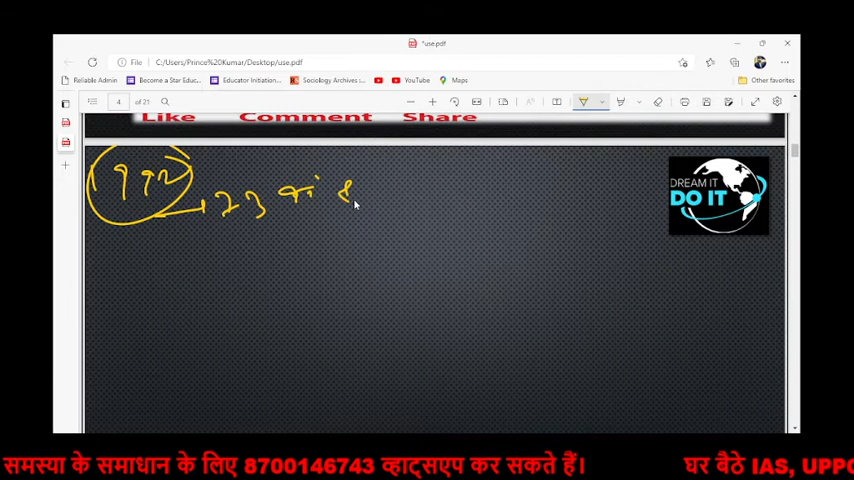 *use.pdf
File C:/Users/Prince%20Kumar/Desktop/use.pdf
Reliable Admin Become a Star Educ... Educator Initiation... Sociology Archives :... YouTube Maps Other favorites
4 of 21
Like Comment Share
1992
73 वां
DREAM IT
DO IT
समस्या के समाधान के लिए 8700146743 व्हाट्सएप कर सकते हैं। घर बैठे IAS, UPPC